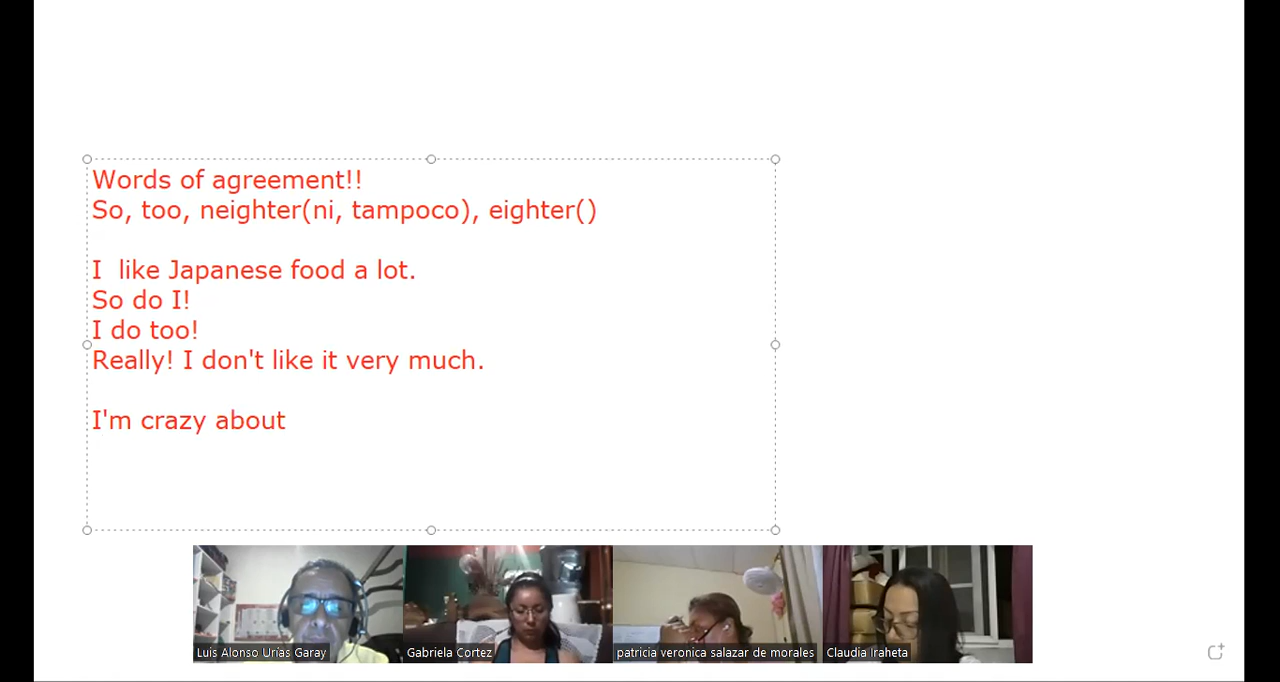 Words of agreement!!
So, too, neighter(ni, tampoco), eighter()
I  like Japanese food a lot.
So do I!
I do too!
Really! I don't like it very much.
I'm crazy about
Luis Alonso Urías Garay
Gabriela Cortez
patricia veronica salazar de morales
Claudia Iraheta